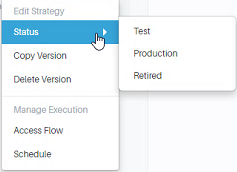 Edit Strategy
Status
Copy Version
Delete Version
Manage Execution
Access Flow
Schedule
Test
Production
Retired